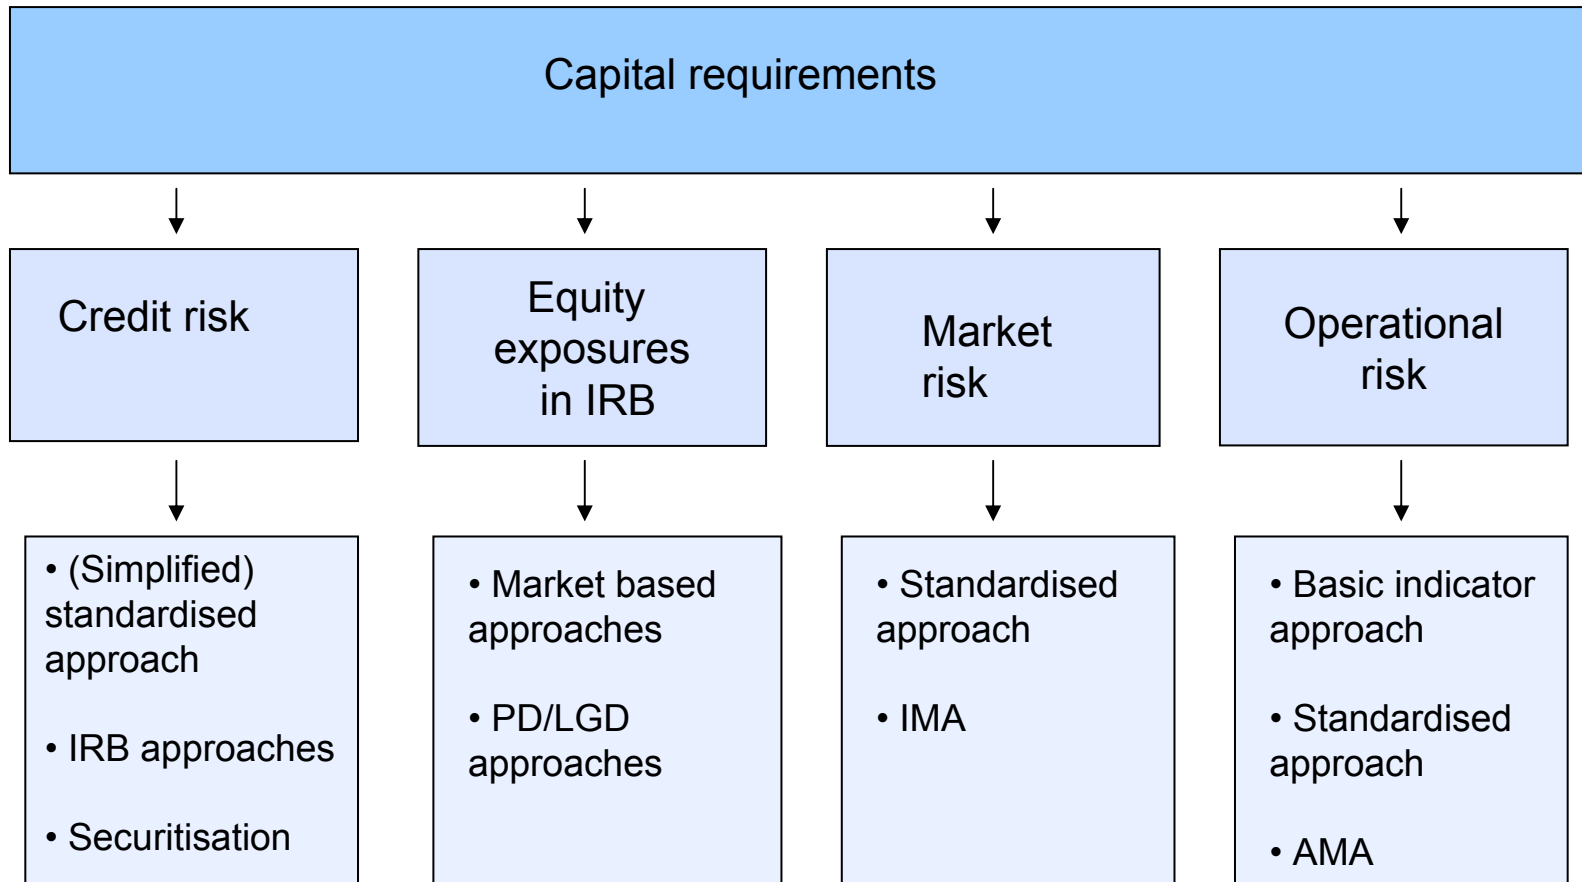 Capital requirements
Credit risk
Equity
exposures
in IRB
Market
risk
Operational
risk
• (Simplified)
standardised
approach
• IRB approaches
• Securitisation
• Market based
approaches
• PD/LGD
approaches
• Standardised
approach
• IMA
• Basic indicator
approach
• Standardised
approach
• AMA